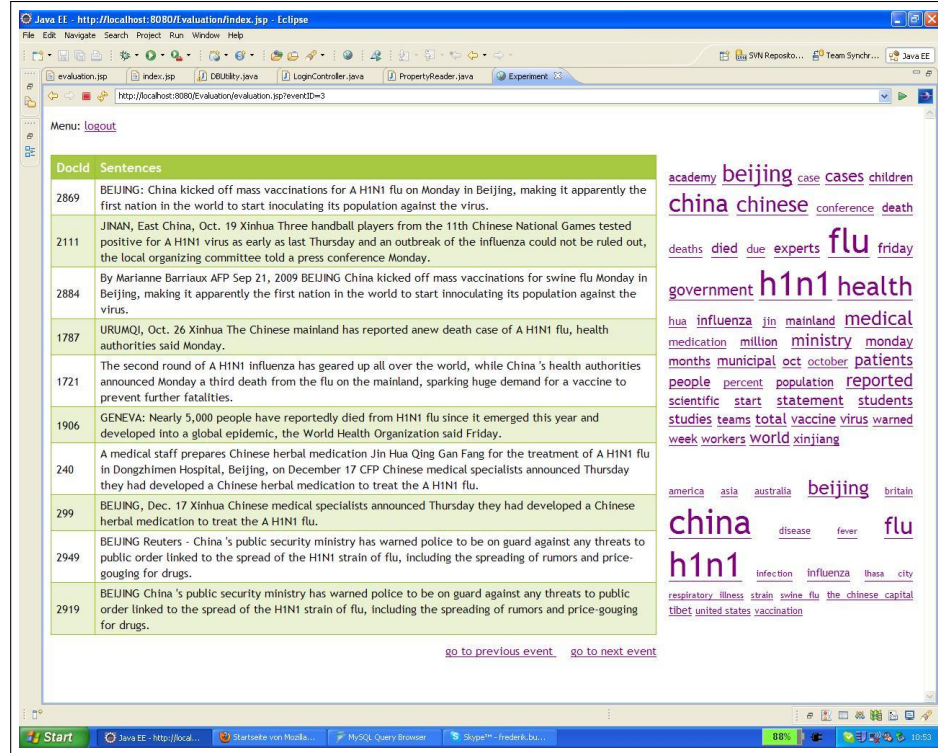 Java EE - http://localhost:8080/Evaluation/index.jsp - Eclipse
File Edit Navigate Search Project Run Window Help
SVN Reposito... Team Synchr... Java EE
evaluation.jsp index.jsp DBUtility.java LoginController.java PropertyReader.java Experiment
http://localhost:8080/Evaluation/evaluation.jsp?eventID=3
Menu: logout
DocId Sentences
2869 BEIJING: China kicked off mass vaccinations for A H1N1 flu on Monday in Beijing, making it apparently the
first nation in the world to start inoculating its population against the virus.
2111 JINAN, East China, Oct. 19 Xinhua Three handball players from the 11th Chinese National Games tested
positive for A H1N1 virus as early as last Thursday and an outbreak of the influenza could not be ruled out,
the local organizing committee told a press conference Monday.
2884 By Marianne Barriaux AFP Sep 21, 2009 BEIJING China kicked off mass vaccinations for swine flu Monday in
Beijing, making it apparently the first nation in the world to start innoculating its population against the
virus.
1787 URUMQI, Oct. 26 Xinhua The Chinese mainland has reported anew death case of A H1N1 flu, health
authorities said Monday.
1721 The second round of A H1N1 influenza has geared up all over the world, while China 's health authorities
announced Monday a third death from the flu on the mainland, sparking huge demand for a vaccine to
prevent further fatalities.
1906 GENEVA: Nearly 5,000 people have reportedly died from H1N1 flu since it emerged this year and
developed into a global epidemic, the World Health Organization said Friday.
240 A medical staff prepares Chinese herbal medication Jin Hua Qing Gan Fang for the treatment of A H1N1 flu
in Dongzhimen Hospital, Beijing, on December 17 CFP Chinese medical specialists announced Thursday
they had developed a Chinese herbal medication to treat the A H1N1 flu.
299 BEIJING, Dec. 17 Xinhua Chinese medical specialists announced Thursday they had developed a Chinese
herbal medication to treat the A H1N1 flu.
2949 BEIJING Reuters - China 's public security ministry has warned police to be on guard against any threats to
public order linked to the spread of the H1N1 strain of flu, including the spreading of rumors and price-
gouging for drugs.
2919 BEIJING China 's public security ministry has warned police to be on guard against any threats to public
order linked to the spread of the H1N1 strain of flu, including the spreading of rumors and price-gouging
for drugs.
go to previous event go to next event
academy beijing case cases children
china chinese conference death
deaths died due experts flu friday
government h1n1 health
hua influenza jin mainland medical
medication million ministry monday
months municipal oct october patients
people percent population reported
scientific start statement students
studies teams total vaccine virus warned
week workers world xinjiang
america asia australia beijing britain
china disease fever flu
h1n1 infection influenza lhasa city
respiratory illness strain swine flu the chinese capital
tibet united states vaccination
Start Java EE - http://local... Startseite von Mozilla... MySQL Query Browser Skype™ - frederik.bu... 88% 10:53